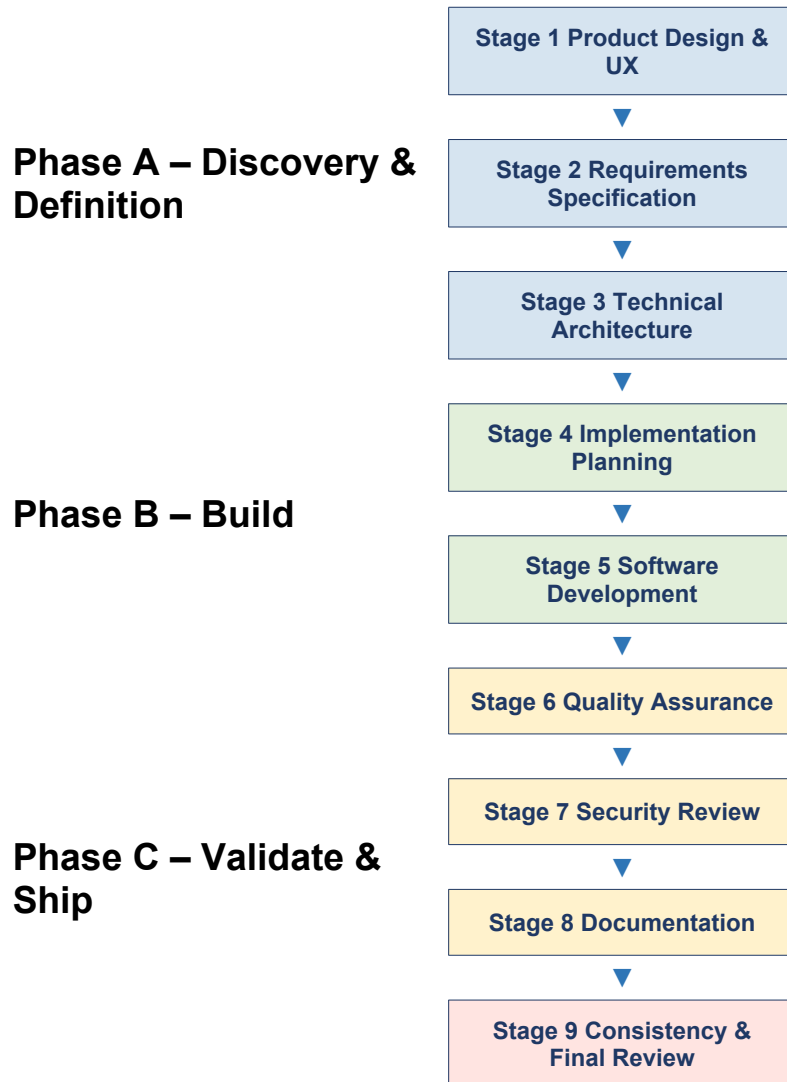 Stage 1 Product Design &
UX
Phase A – Discovery &
Definition
Stage 2 Requirements
Specification
Stage 3 Technical
Architecture
Stage 4 Implementation
Planning
Phase B – Build
Stage 5 Software
Development
Stage 6 Quality Assurance
Stage 7 Security Review
Phase C – Validate &
Ship
Stage 8 Documentation
Stage 9 Consistency &
Final Review